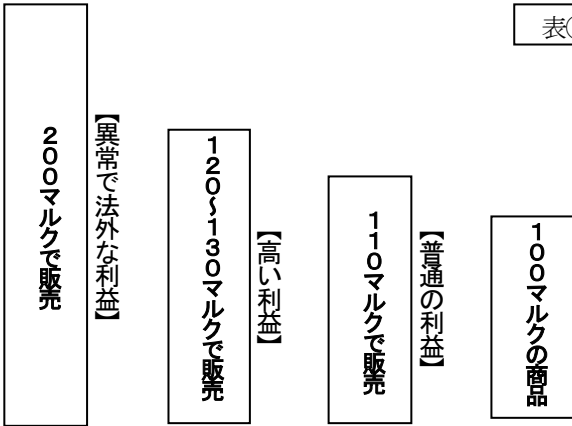 表
100マルクの商品
【普通の利益】
110マルクで販売
【高い利益】
120~130マルクで販売
【異常で法外な利益】
200マルクで販売